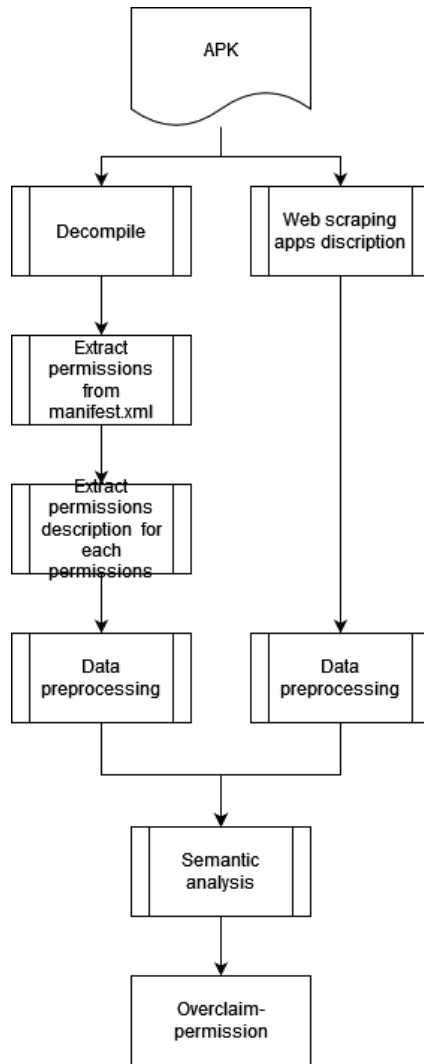 APK
Decompile
Web scraping
apps discription
Extract
permissions
from
manifest.xml
Extract
permissions
description for
each
permissions
Data
preprocessing
Data
preprocessing
Semantic
analysis
Overclaim-
permission